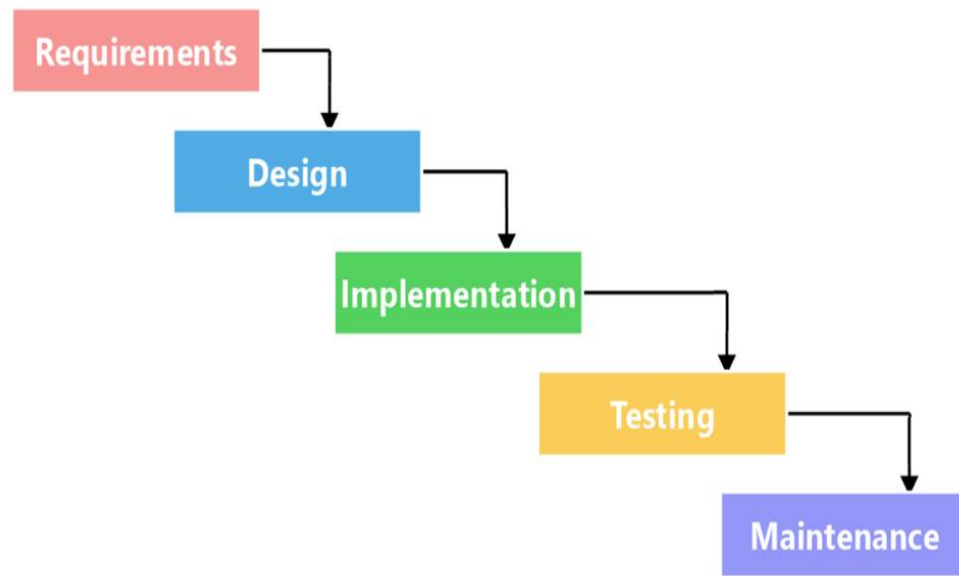 Requirements
Design
Implementation
Testing
Maintenance